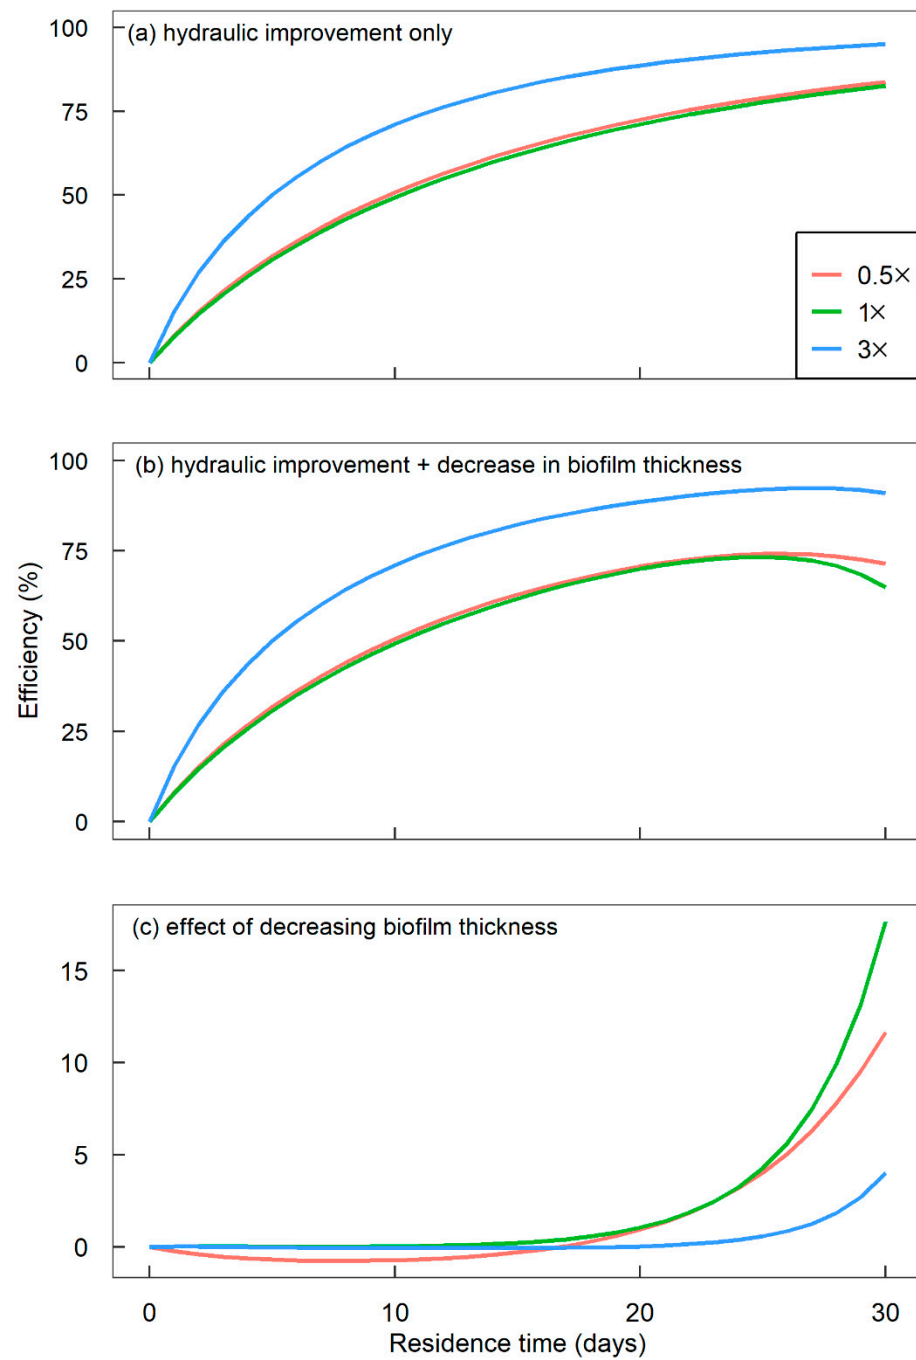 (a) hydraulic improvement only
100
75
50
25
0
0.5×
1×
3×
(b) hydraulic improvement + decrease in biofilm thickness
100
75
50
25
0
Efficiency (%)
(c) effect of decreasing biofilm thickness
15
10
5
0
0 10 20 30
Residence time (days)